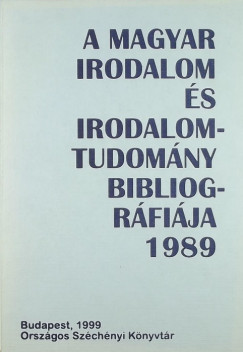 A MAGYAR
IRODALOM
ÉS
IRODALOM-
TUDOMÁNY
BIBLIOG-
RÁFIÁJA
1989
Budapest, 1999
Országos Széchényi Könyvtár